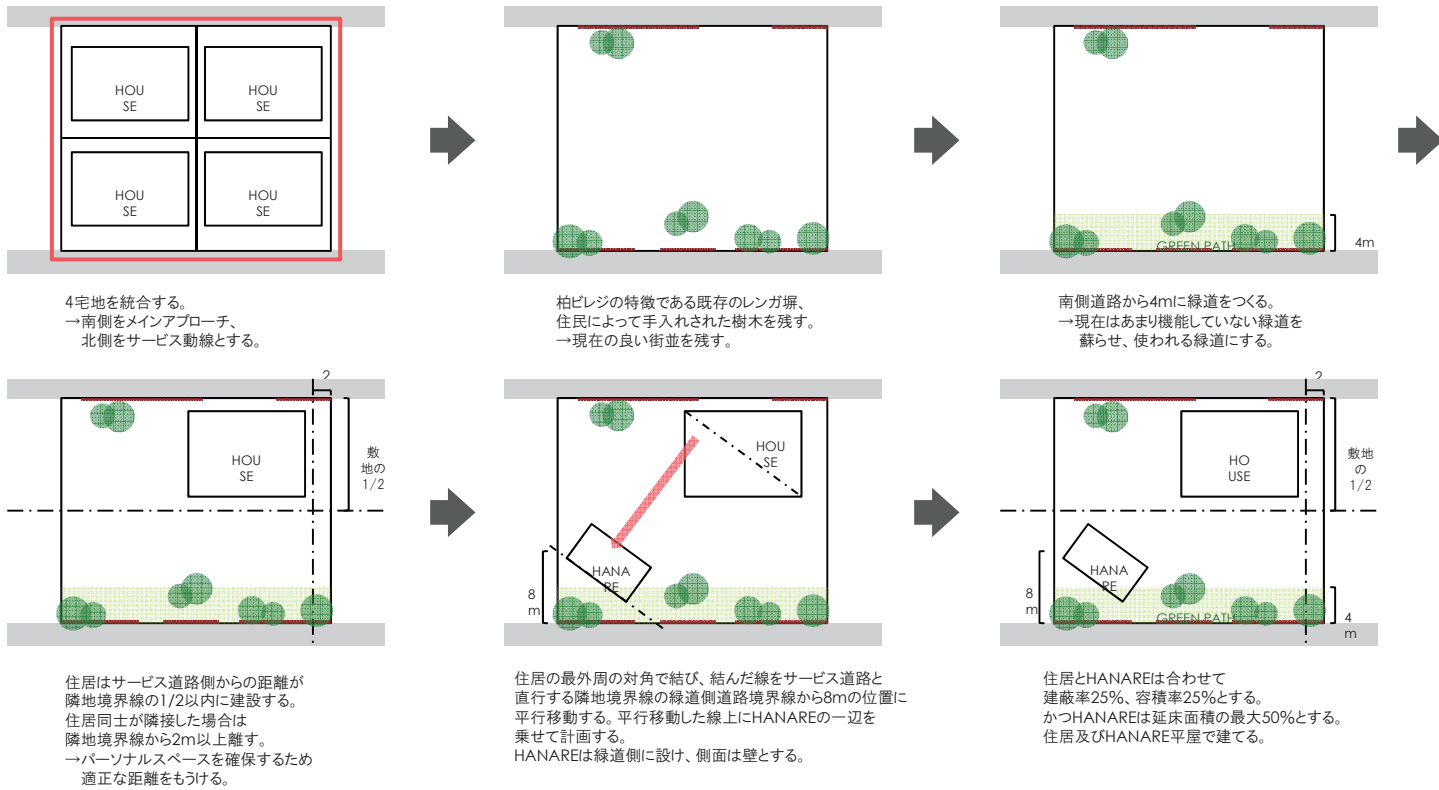 HOU
SE
HOU
SE
HOU
SE
HOU
SE
4宅地を統合する。
→南側をメインアプローチ、
北側をサービス動線とする。
柏ビレジの特徴である既存のレンガ塀、
住民によって手入れされた樹木を残す。
→現在の良い街並を残す。
GREEN PATH
4m
南側道路から4mに緑道をつくる。
→現在はあまり機能していない緑道を
蘇らせ、使われる緑道にする。
2
HOU
SE
敷
地の
1/2
住居はサービス道路側からの距離が
隣地境界線の1/2以内に建設する。
住居同士が隣接した場合は
隣地境界線から2m以上離す。
→パーソナルスペースを確保するため
適正な距離をもうける。
HOU
SE
HANA
RE
8
m
住居の最外周の対角で結び、結んだ線をサービス道路と
直行する隣地境界線の緑道側道路境界線から8mの位置に
平行移動する。平行移動した線上にHANAREの一辺を
乗せて計画する。
HANAREは緑道側に設け、側面は壁とする。
2
HO
USE
敷地
の
1/2
HANA
RE
8
m
GREEN PATH
4
m
住居とHANAREは合わせて
建蔽率25%、容積率25%とする。
かつHANAREは延床面積の最大50%とする。
住居及びHANARE平屋で建てる。